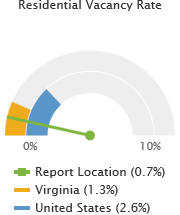 Residential Vacancy Rate
0% 10%
Report Location (0.7%)
Virginia (1.3%)
United States (2.6%)